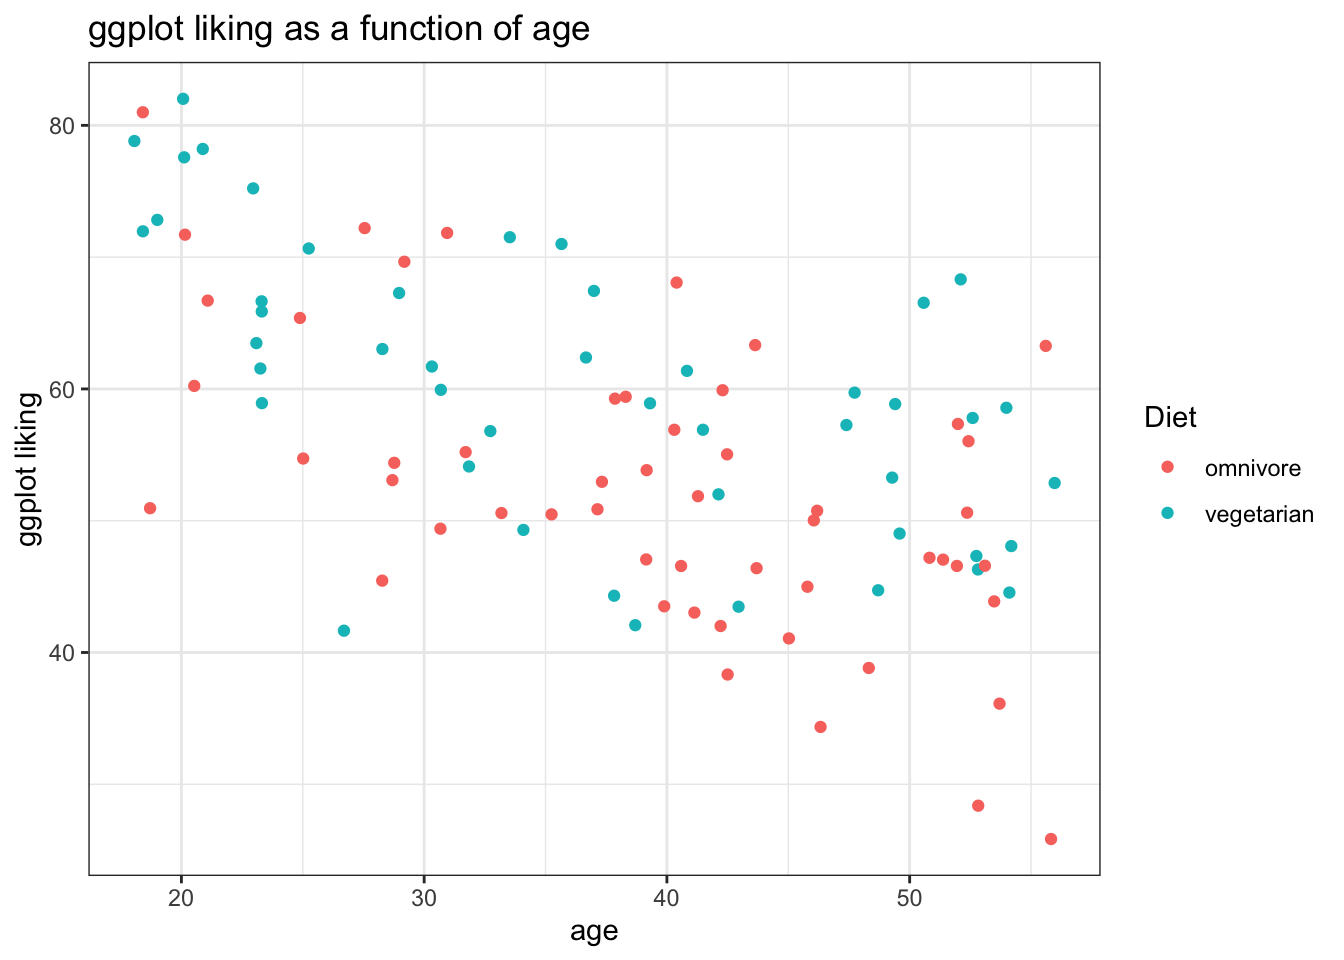 ggplot liking as a function of age
80
60
40
ggplot liking
20 30 40 50
age
Diet
omnivore
vegetarian